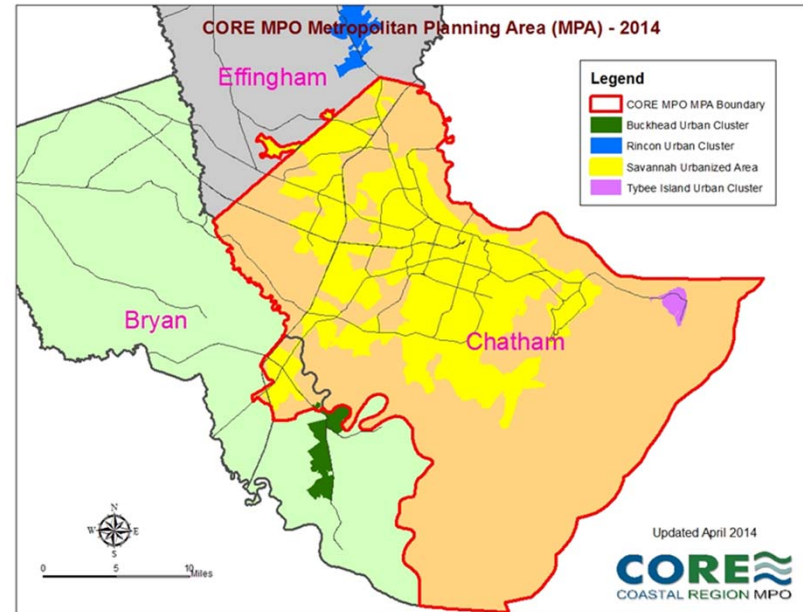 CORE MPO Metropolitan Planning Area (MPA) - 2014
Effingham
Legend
CORE MPO MPA Boundary
Buckhead Urban Cluster
Rincon Urban Cluster
Savannah Urbanized Area
Tybee Island Urban Cluster
Bryan
Chatham
N
W E
S
0 5 10
Miles
Updated April 2014
CORE
COASTAL REGION MPO